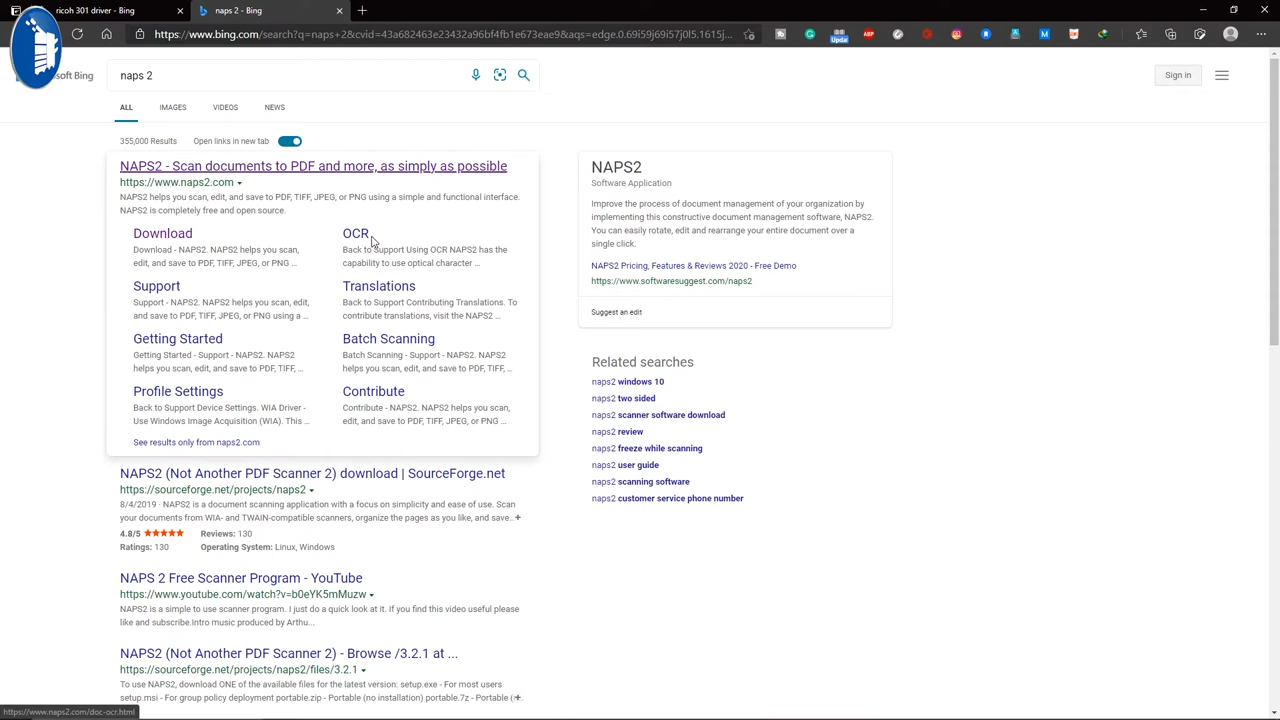 ixcani 301 - D
https://www.bing.com/search?q=naps+2&cvid=43a82463e23432a96bf4fb1e673eae91&aqs=edge.0.69i59j69i57j0l5.1715j...
Updat
soft Bing
naps 2
Sign in
ALL
IMAGES
VIDEOS
NEWS
355,000 Results
Open links in new tab
NAPS2 - Scan documents to PDF and more, as simply as possible
https://www.naps2.com
NAPS2 helps you scan, edit, and save to PDF, TIFF, JPEG, or PNG using a simple and functional interface.
NAPS2 is completely free and open source.
Download
Download - NAPS2. NAPS2 helps you scan,
edit, and save to PDF, TIFF, JPEG, or PNG ...
OCR
Back to Support Using OCR NAPS2 has the
capability to use optical character ...
Support
Support - NAPS2. NAPS2 helps you scan, edit,
and save to PDF, TIFF, JPEG, or PNG using a ...
Translations
Back to Support Contributing Translations. To
contribute translations, visit the NAPS2 ...
Getting Started
Getting Started - Support - NAPS2. NAPS2
helps you scan, edit, and save to PDF, TIFF, ...
Batch Scanning
Batch Scanning - Support - NAPS2. NAPS2
helps you scan, edit, and save to PDF, TIFF, ...
Profile Settings
Back to Support Device Settings. WIA Driver -
Use Windows Image Acquisition (WIA). This ...
Contribute
Contribute - NAPS2. NAPS2 helps you scan,
edit, and save to PDF, TIFF, JPEG, or PNG ...
See results only from naps2.com
NAPS2 (Not Another PDF Scanner 2) download | SourceForge.net
https://sourceforge.net/projects/naps2
8/4/2019 · NAPS2 is a document scanning application with a focus on simplicity and ease of use. Scan
your documents from WIA- and TWAIN-compatible scanners, organize the pages as you like, and save..
4.8/5
Reviews: 130
Ratings: 130
Operating System: Linux, Windows
NAPS 2 Free Scanner Program - YouTube
https://www.youtube.com/watch?v=b0eYK5mMuzw
NAPS2 is a simple to use scanner program. I just do a quick look at it. If you find this video useful please
like and subscribe.Intro music produced by Arthu...
NAPS2 (Not Another PDF Scanner 2) - Browse /3.2.1 at ...
https://sourceforge.net/projects/naps2/files/3.2.1
To use NAPS2, download ONE of the available files for the latest version: setup.exe - For most users
setup.msi - For group policy deployment portable.zip - Portable (no installation) portable.7z - Portable
NAPS2
Software Application
Improve the process of document management of your organization by
implementing this constructive document management software, NAPS2.
You can easily rotate, edit and rearrange your entire document over a
single click.
NAPS2 Pricing, Features & Reviews 2020 - Free Demo
https://www.softwaresuggest.com/naps2
Suggest an edit
Related searches
naps2 windows 10
naps2 two sided
naps2 scanner software download
naps2 review
naps2 freeze while scanning
naps2 user guide
naps2 scanning software
naps2 customer service phone number
https://www.naps2.com/doc-ocr.html